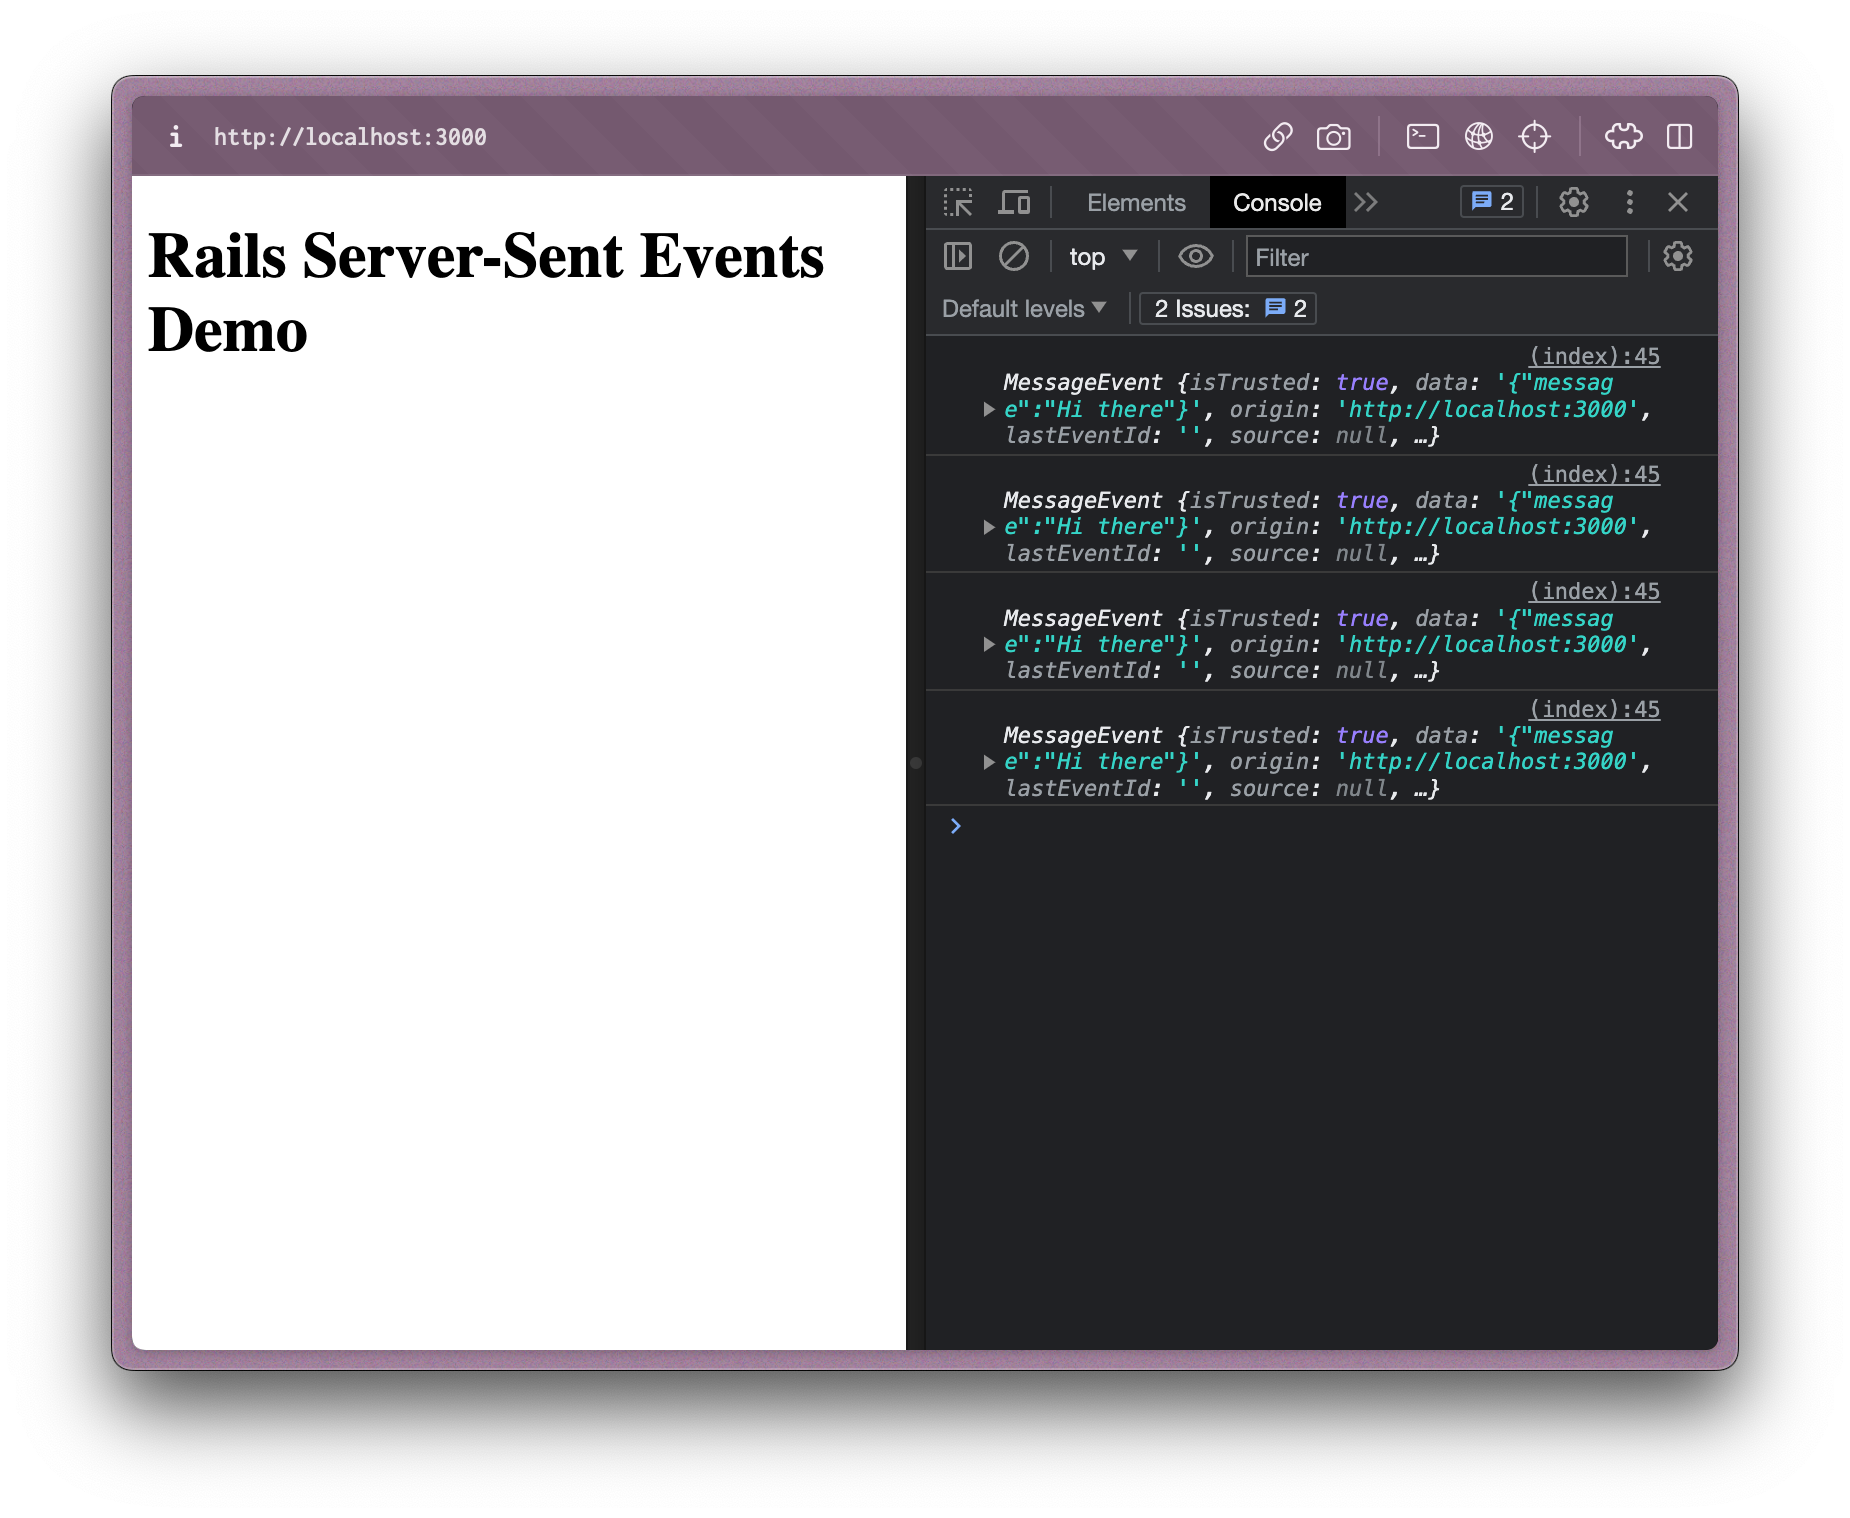 http://localhost:3000
Rails Server-Sent Events
Demo
Elements
Console
2
top
Filter
Default levels
2 Issues:
2
(index):45
MessageEvent {isTrusted: true, data: '{"messag
e":"Hi there"}', origin: 'http://localhost:3000',
lastEventId: '', source: null, …}
(index):45
MessageEvent {isTrusted: true, data: '{"messag
e":"Hi there"}', origin: 'http://localhost:3000',
lastEventId: '', source: null, …}
(index):45
MessageEvent {isTrusted: true, data: '{"messag
e":"Hi there"}', origin: 'http://localhost:3000',
lastEventId: '', source: null, …}
(index):45
MessageEvent {isTrusted: true, data: '{"messag
e":"Hi there"}', origin: 'http://localhost:3000',
lastEventId: '', source: null, …}